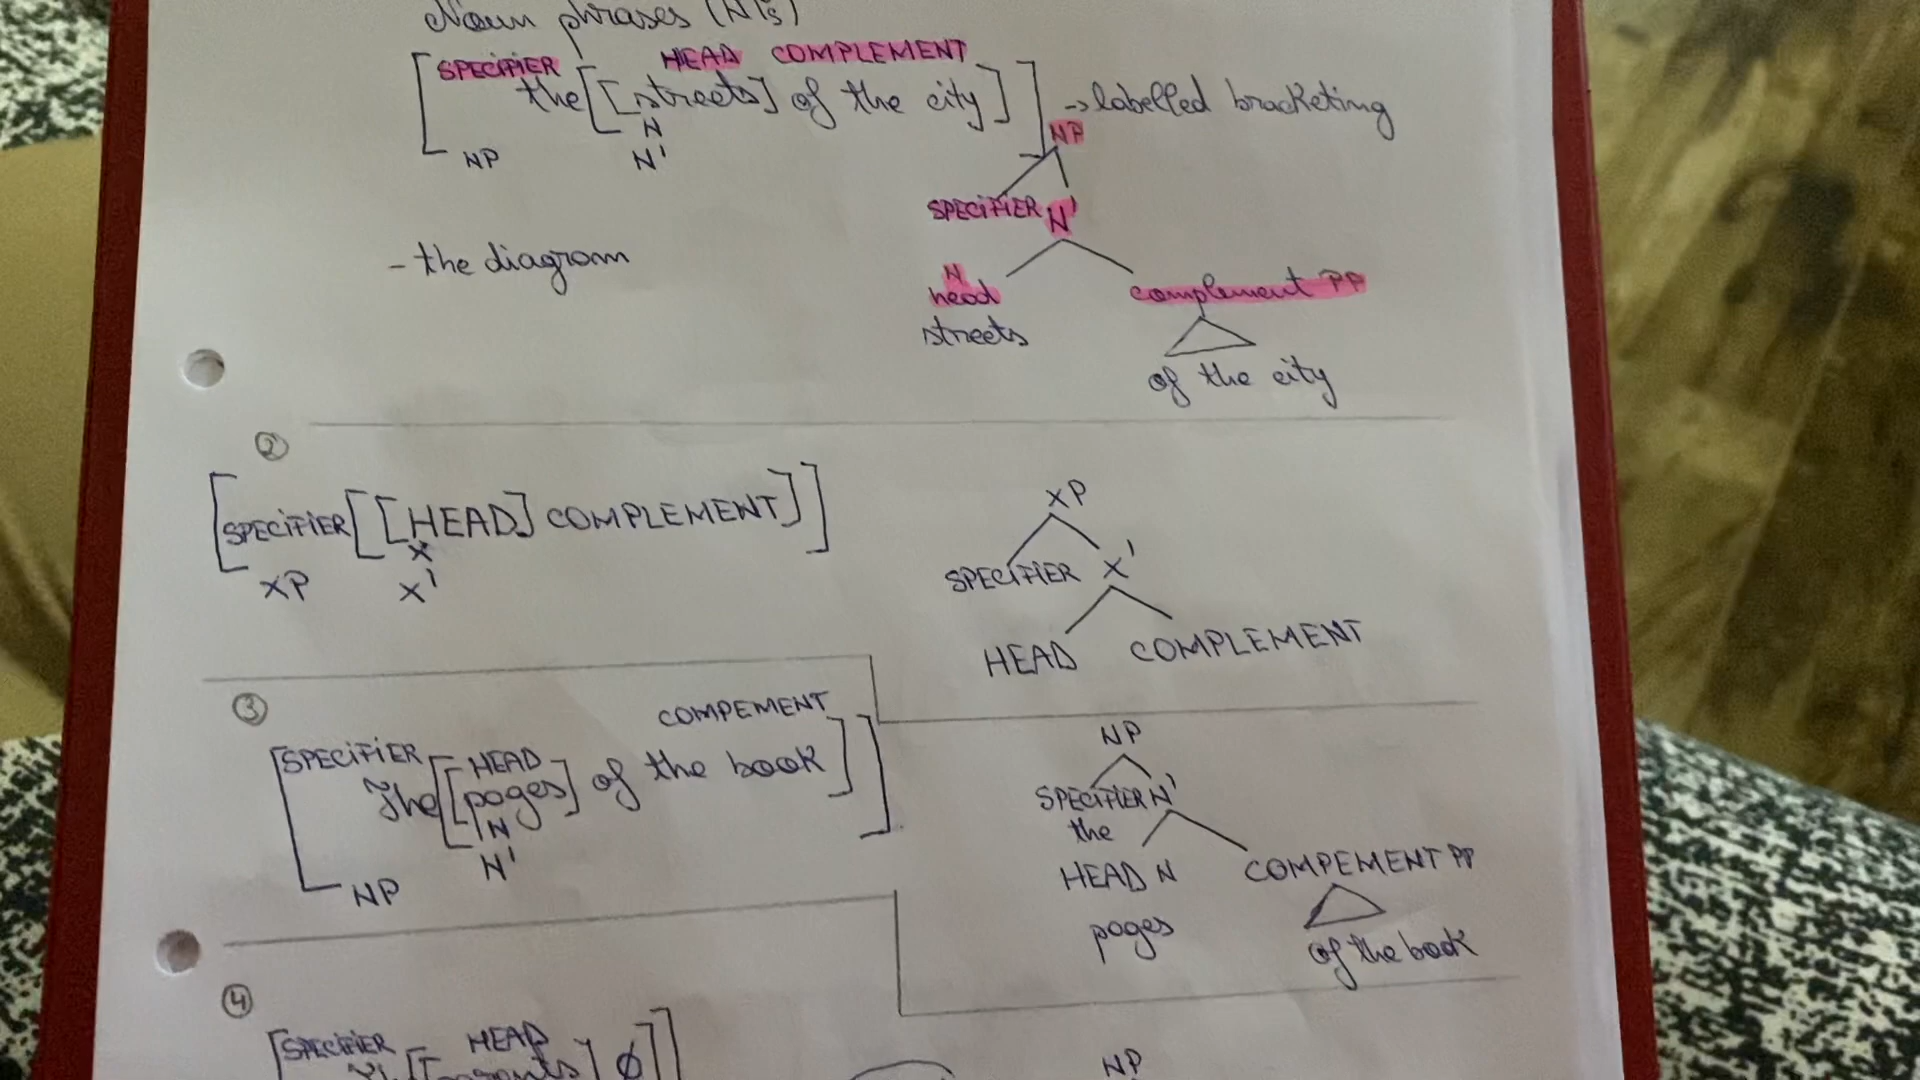 Noun phrases (NPs)
SPECIFIER HEAD COMPLEMENT
[the [[streets] of the city]] → labelled bracketing
N
NP N'
NP
SPECIFIER N'
- the diagram
N
head complement PP
streets
of the city
②
[SPECIFIER [[HEAD] COMPLEMENT]]
X
XP X'
XP
SPECIFIER X'
HEAD COMPLEMENT
③
COMPEMENT
SPECIFIER HEAD
[The [[pages] of the book]]
N
N'
NP
NP
SPECIFIER N'
the
HEAD N COMPEMENT PP
pages
of the book
④
SPECIFIER HEAD
Ø]]
NP